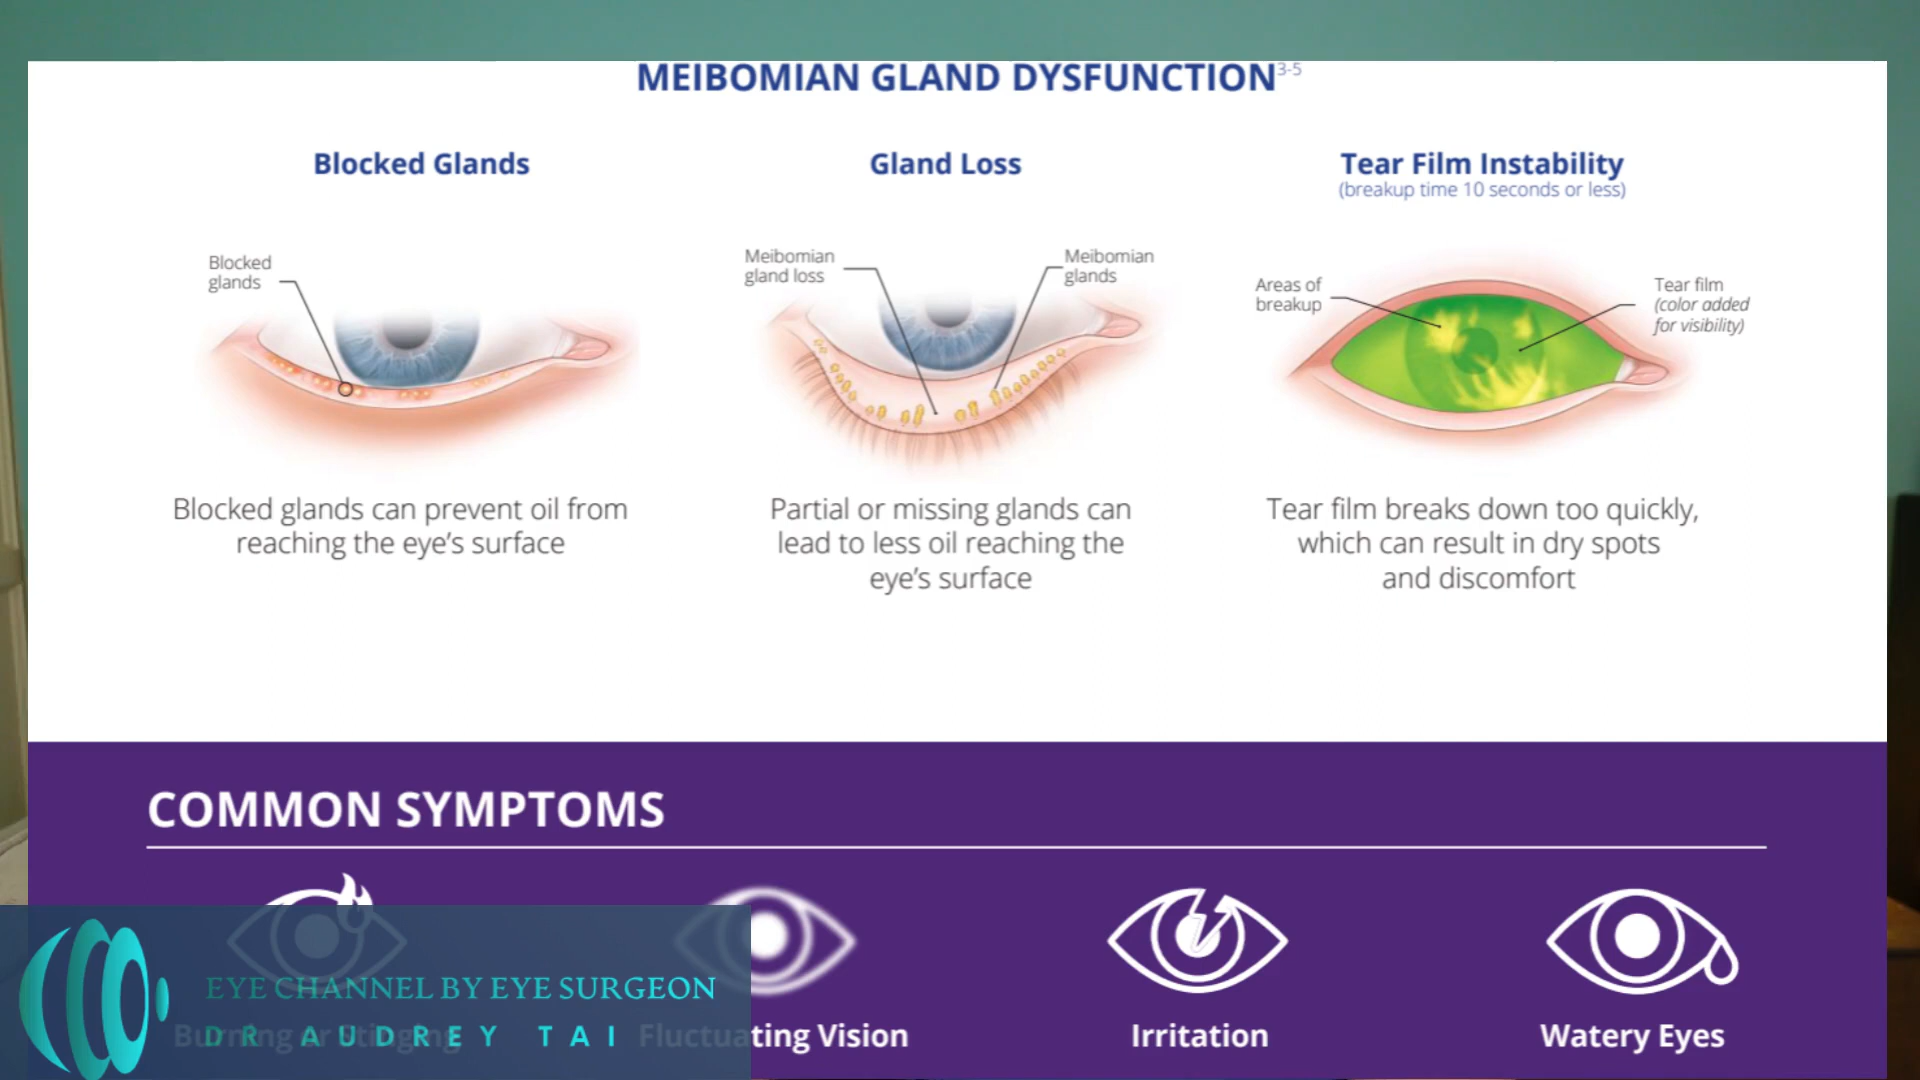 MEIBOMIAN GLAND DYSFUNCTION3-5
Blocked Glands
Blocked
glands
Blocked glands can prevent oil from
reaching the eye's surface
Gland Loss
Meibomian
gland loss
Meibomian
glands
Partial or missing glands can
lead to less oil reaching the
eye's surface
Tear Film Instability
(breakup time 10 seconds or less)
Areas of
breakup
Tear film
(color added
for visibility)
Tear film breaks down too quickly,
which can result in dry spots
and discomfort
COMMON SYMPTOMS
Burning or Stinging
Fluctuating Vision
Irritation
Watery Eyes
EYE CHANNEL BY EYE SURGEON
DR AUDREY TAI